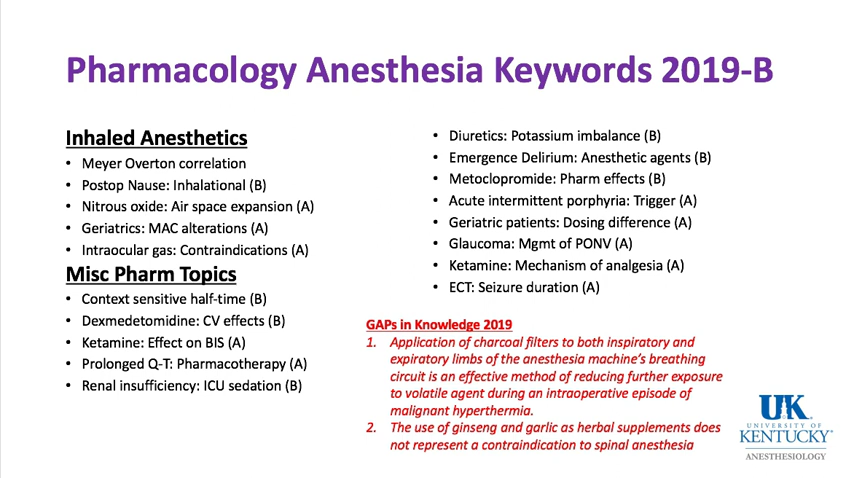 Pharmacology Anesthesia Keywords 2019-B
Inhaled Anesthetics
• Meyer Overton correlation
• Postop Nause: Inhalational (B)
• Nitrous oxide: Air space expansion (A)
• Geriatrics: MAC alterations (A)
• Intraocular gas: Contraindications (A)
Misc Pharm Topics
• Context sensitive half-time (B)
• Dexmedetomidine: CV effects (B)
• Ketamine: Effect on BIS (A)
• Prolonged Q-T: Pharmacotherapy (A)
• Renal insufficiency: ICU sedation (B)
• Diuretics: Potassium imbalance (B)
• Emergence Delirium: Anesthetic agents (B)
• Metoclopromide: Pharm effects (B)
• Acute intermittent porphyria: Trigger (A)
• Geriatric patients: Dosing difference (A)
• Glaucoma: Mgmt of PONV (A)
• Ketamine: Mechanism of analgesia (A)
• ECT: Seizure duration (A)
GAPs in Knowledge 2019
1. Application of charcoal filters to both inspiratory and
expiratory limbs of the anesthesia machine's breathing
circuit is an effective method of reducing further exposure
to volatile agent during an intraoperative episode of
malignant hyperthermia.
2. The use of ginseng and garlic as herbal supplements does
not represent a contraindication to spinal anesthesia
UK
UNIVERSITY OF
KENTUCKY
ANESTHESIOLOGY